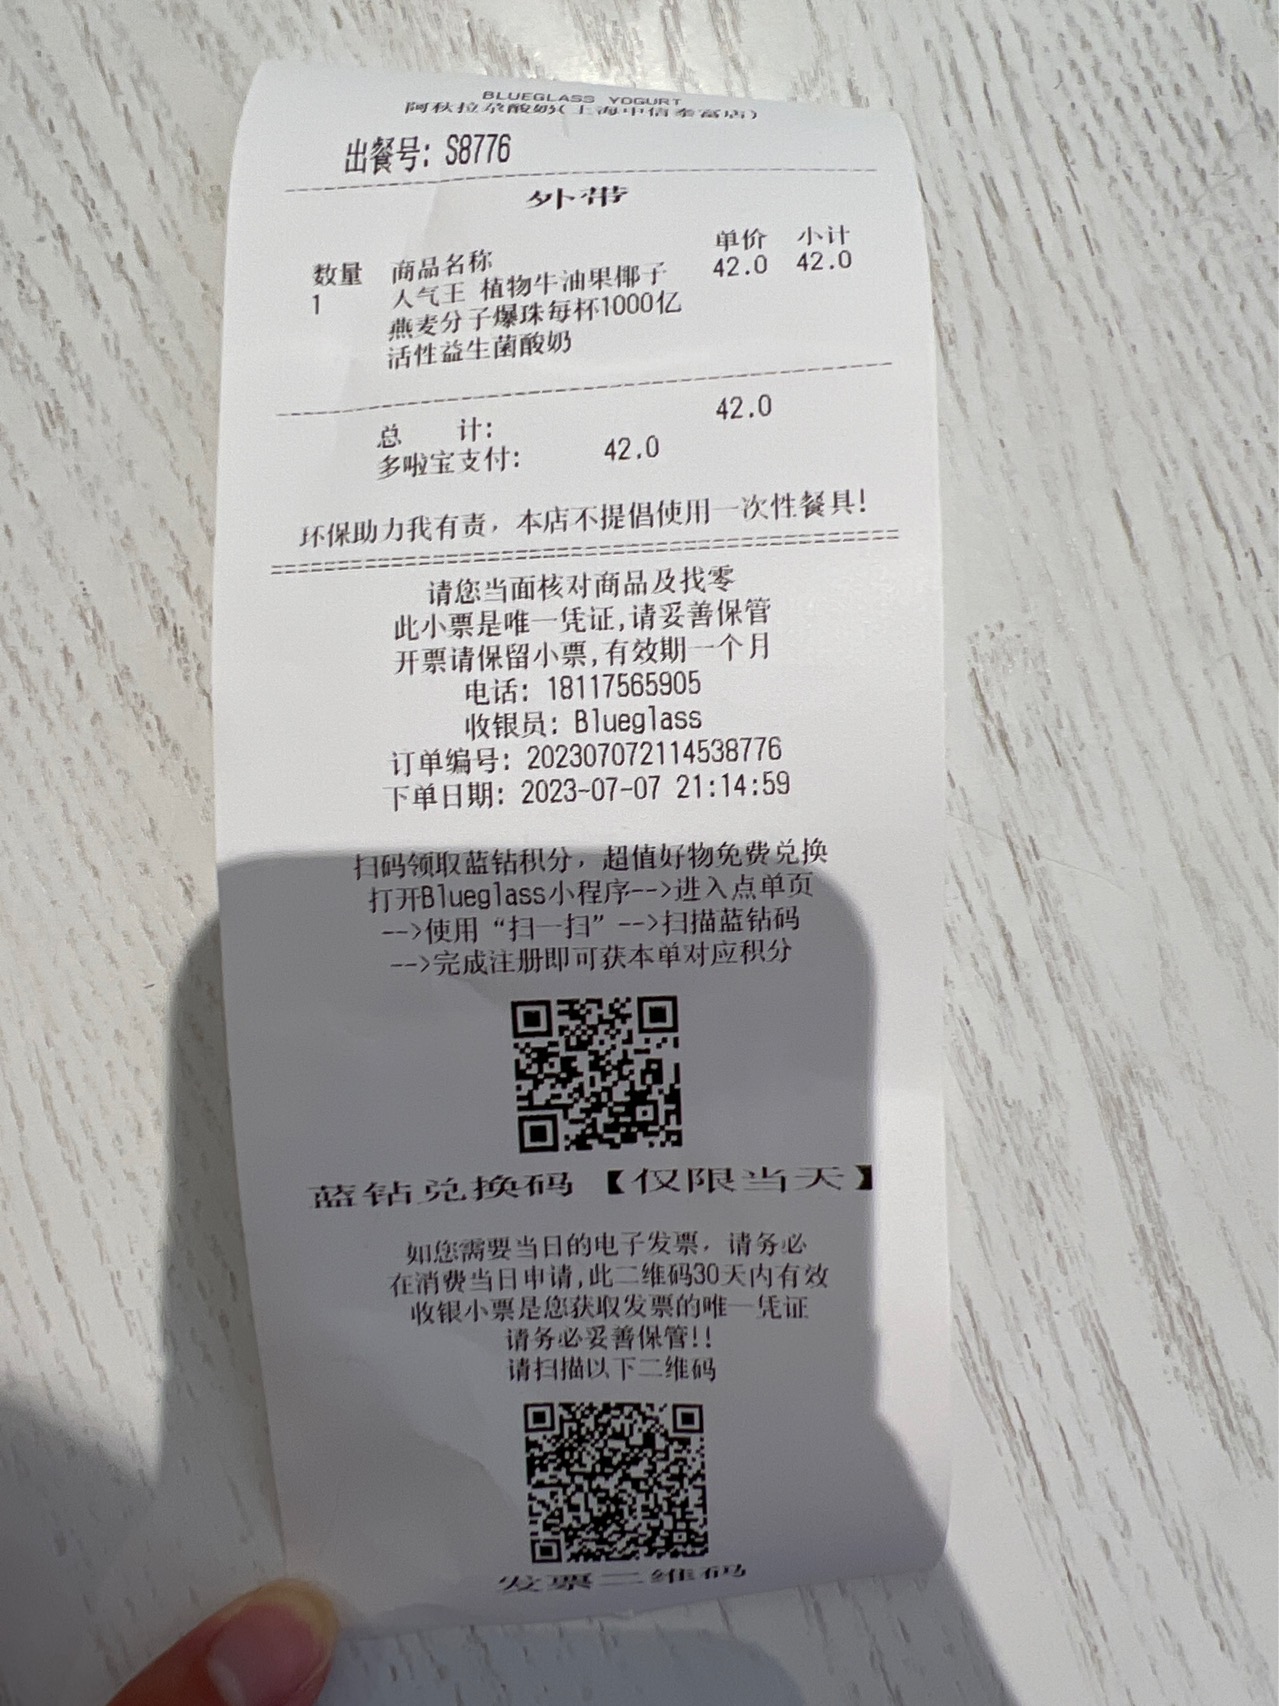 BLUEGLASS YOGURT
阿秋拉尕酸奶(上海中信泰富店)
出餐号: S8776
外带
数量 商品名称 单价 小计
1 人气王 植物牛油果椰子 42.0 42.0
燕麦分子爆珠每杯1000亿
活性益生菌酸奶
总 计: 42.0
多啦宝支付: 42.0
环保助力我有责，本店不提倡使用一次性餐具!
请您当面核对商品及找零
此小票是唯一凭证,请妥善保管
开票请保留小票,有效期一个月
电话: 18117565905
收银员: Blueglass
订单编号: 202307072114538776
下单日期: 2023-07-07 21:14:59
扫码领取蓝钻积分，超值好物免费兑换
打开Blueglass小程序-->进入点单页
-->使用“扫一扫”-->扫描蓝钻码
-->完成注册即可获本单对应积分
蓝钻兑换码【仅限当天】
如您需要当日的电子发票，请务必
在消费当日申请,此二维码30天内有效
收银小票是您获取发票的唯一凭证
请务必妥善保管!!
请扫描以下二维码
发票二维码